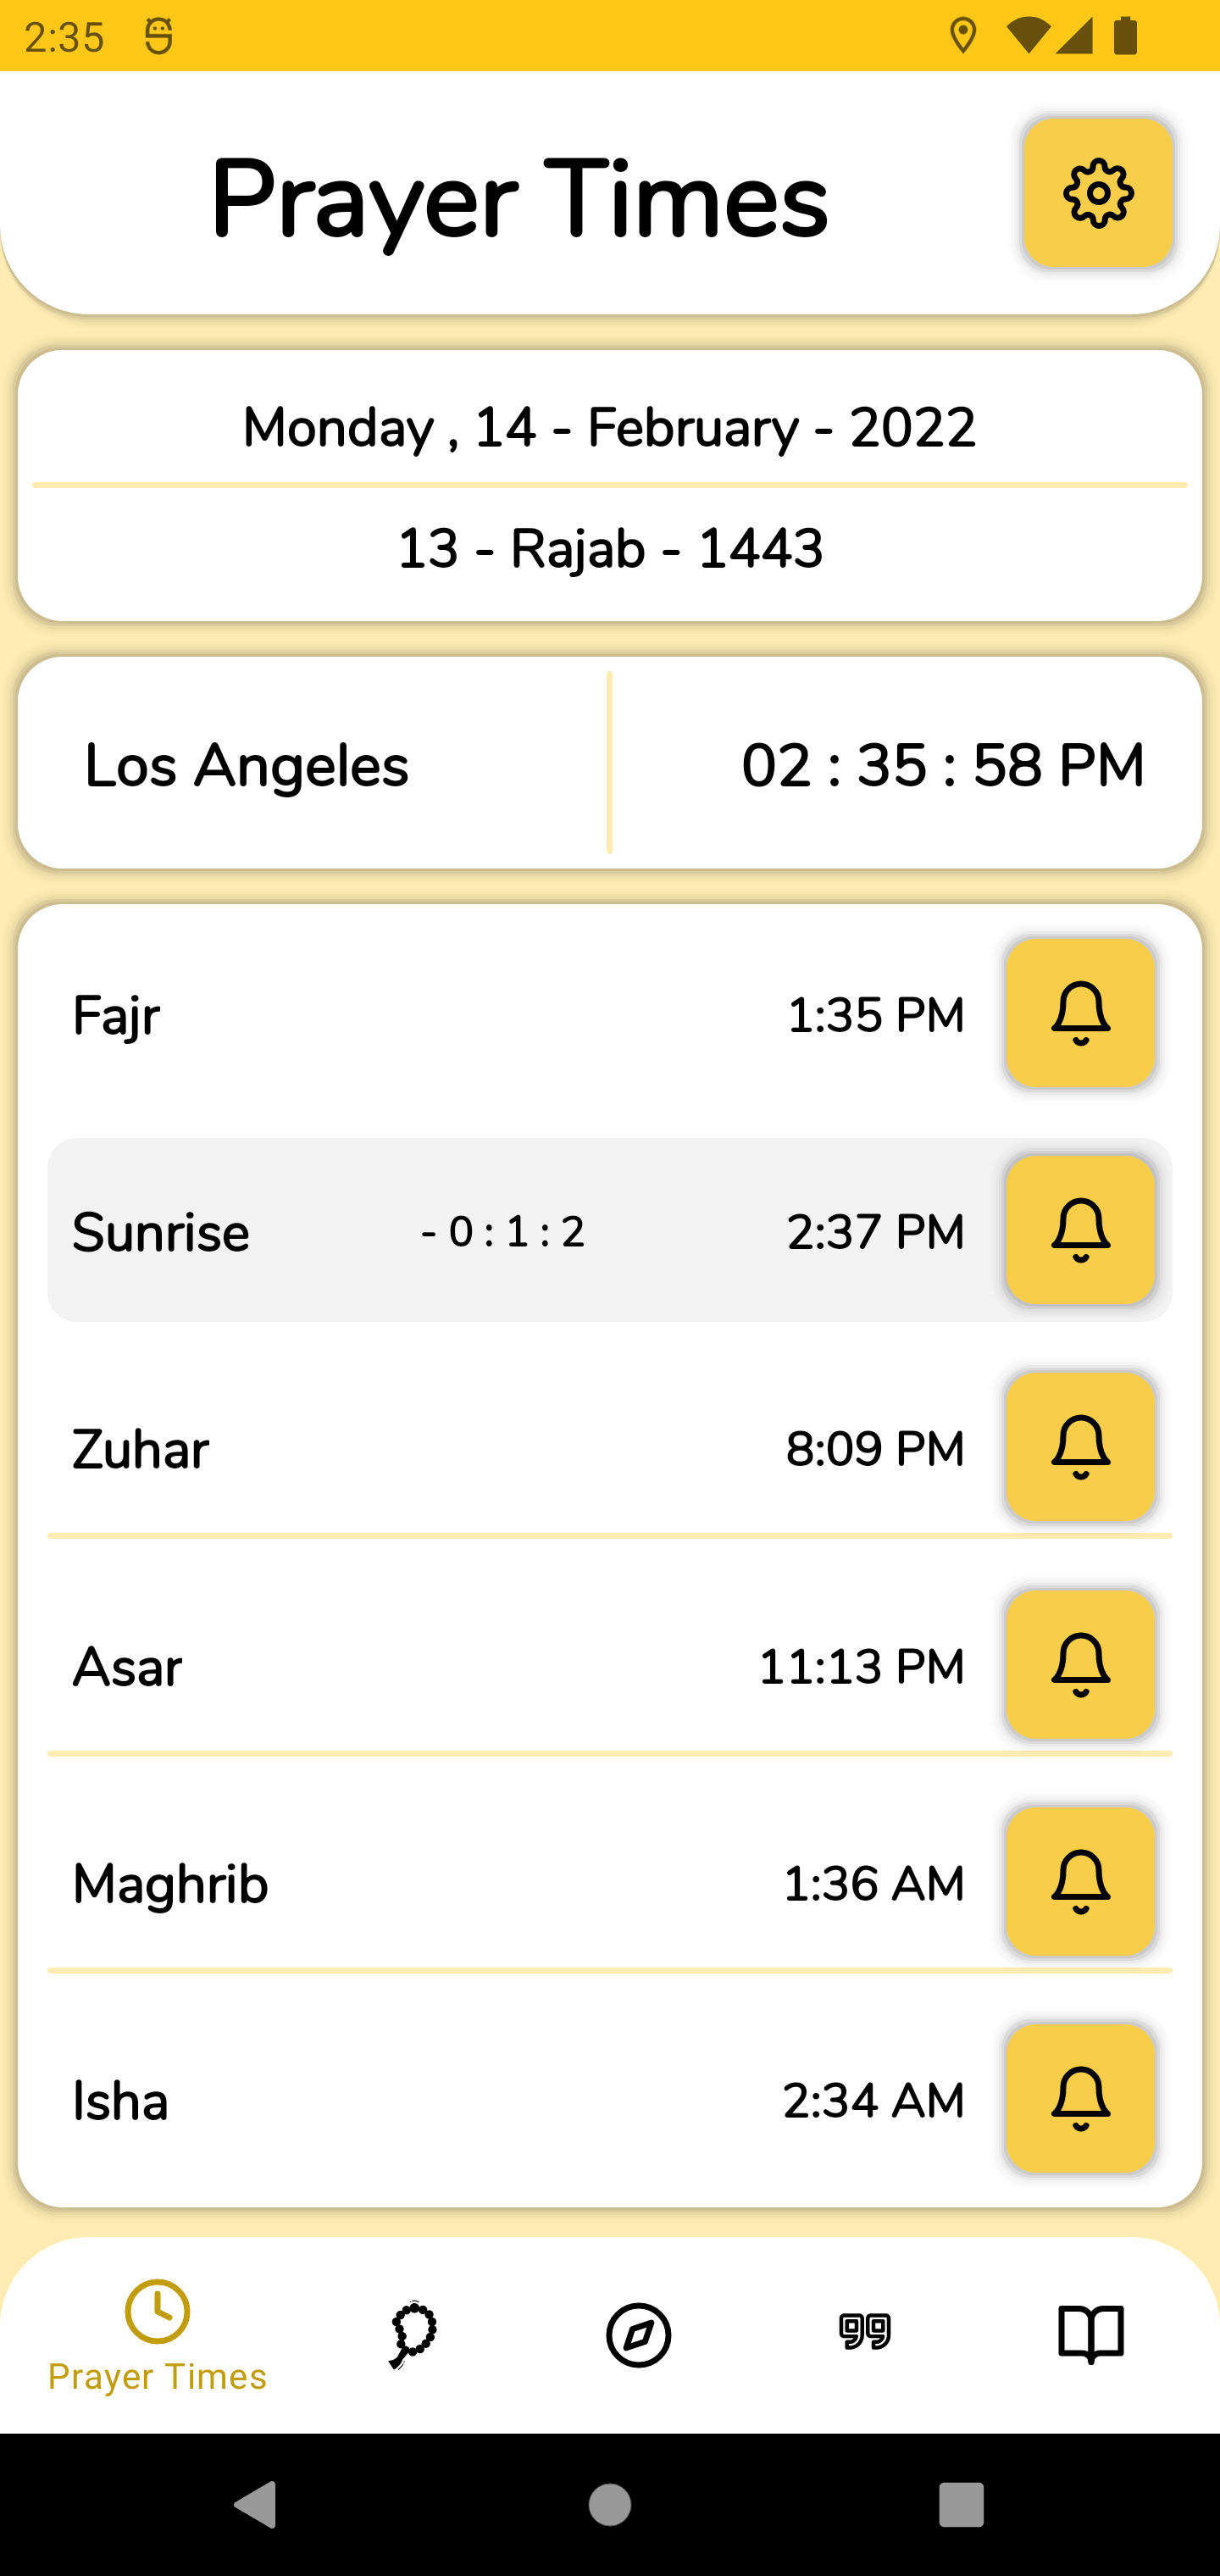 2:35
Prayer Times
Monday , 14 - February - 2022
13 - Rajab - 1443
Los Angeles
02 : 35 : 58 PM
Fajr 1:35 PM
Sunrise - 0 : 1 : 2 2:37 PM
Zuhar 8:09 PM
Asar 11:13 PM
Maghrib 1:36 AM
Isha 2:34 AM
Prayer Times